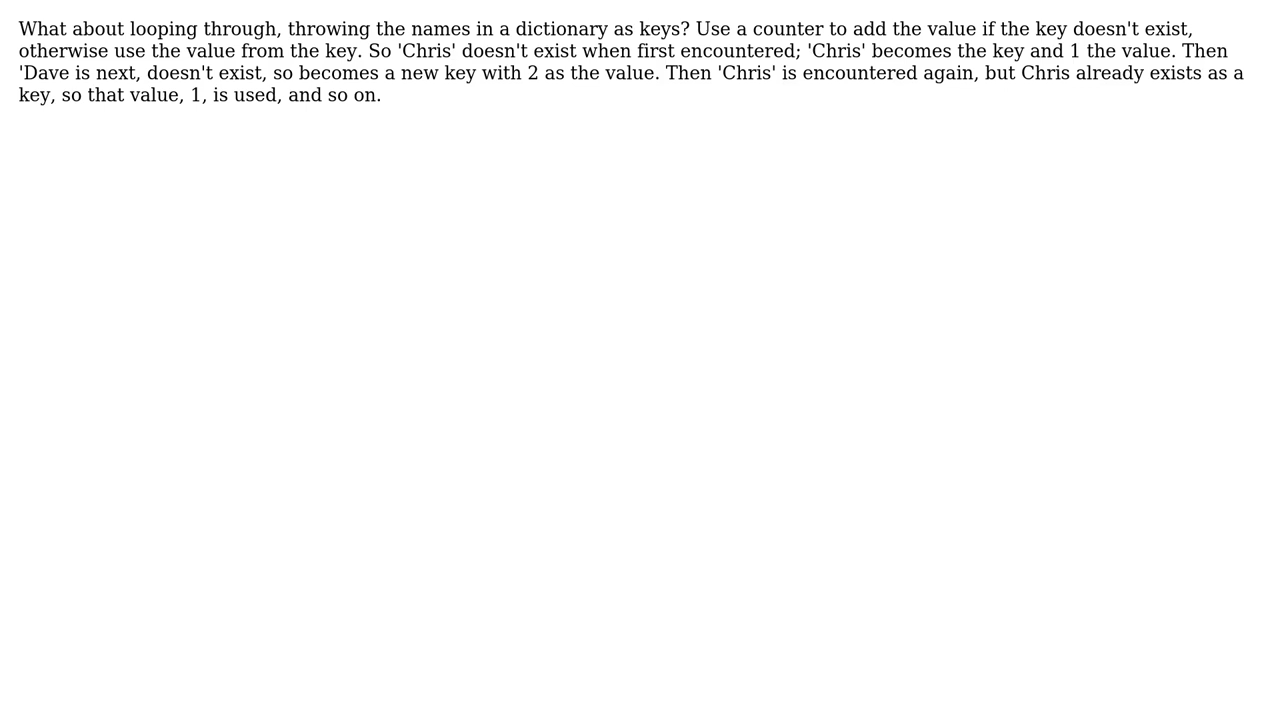 What about looping through, throwing the names in a dictionary as keys? Use a counter to add the value if the key doesn't exist,
otherwise use the value from the key. So 'Chris' doesn't exist when first encountered; 'Chris' becomes the key and 1 the value. Then
'Dave is next, doesn't exist, so becomes a new key with 2 as the value. Then 'Chris' is encountered again, but Chris already exists as a
key, so that value, 1, is used, and so on.